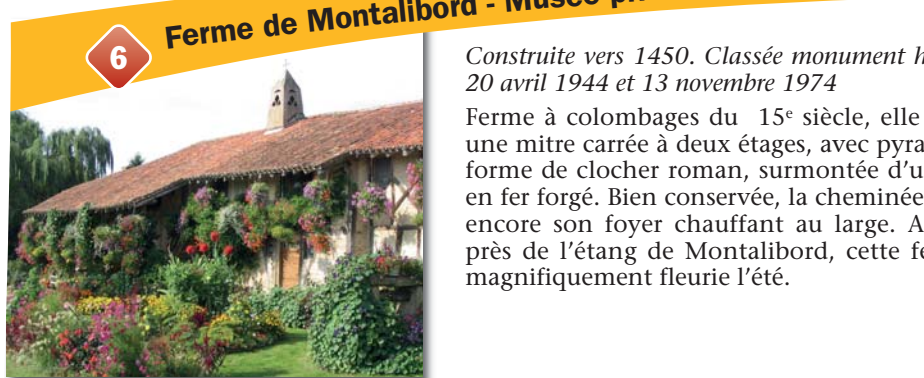 6
Ferme de Montalibord - Musée
Construite vers 1450. Classée monument
20 avril 1944 et 13 novembre 1974
Ferme à colombages du 15e siècle, elle
une mitre carrée à deux étages, avec
forme de clocher roman, surmontée
en fer forgé. Bien conservée, la cheminée
encore son foyer chauffant au large.
près de l’étang de Montalibord, cette
magnifiquement fleurie l’été.